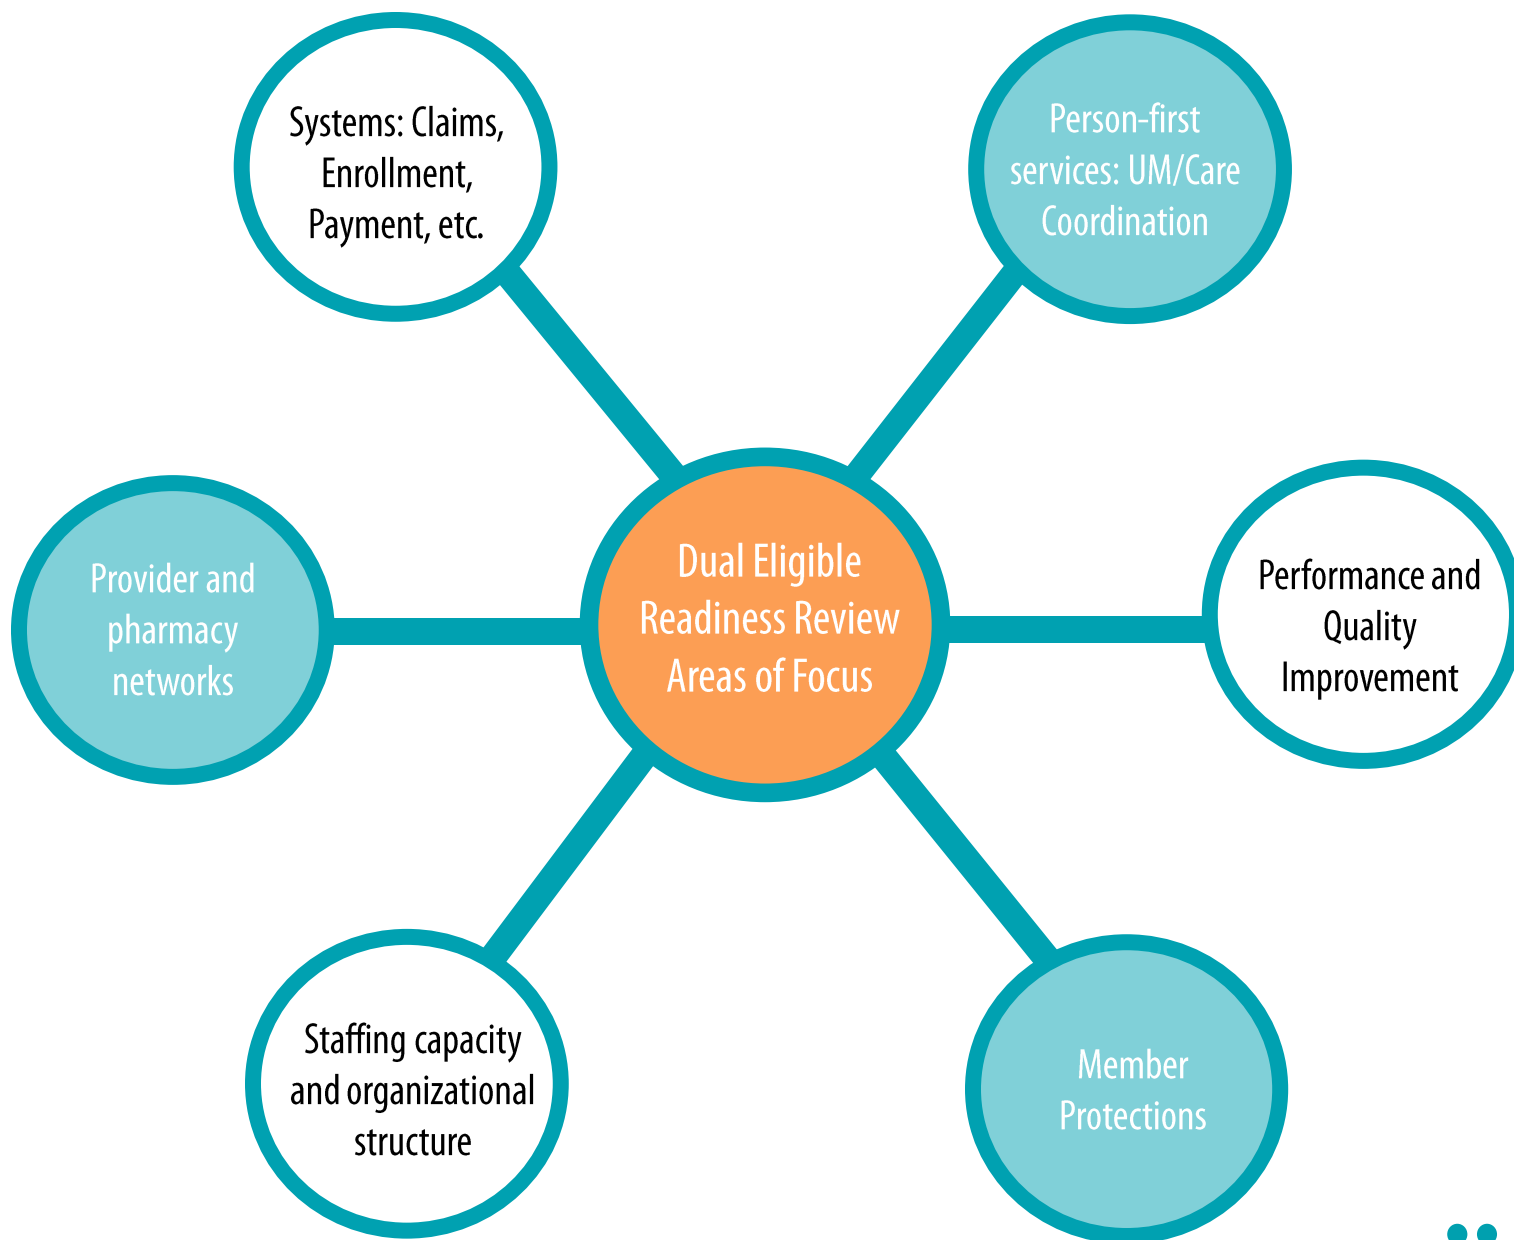 Systems: Claims,
Enrollment,
Payment, etc.
Person-first
services: UM/Care
Coordination
Provider and
pharmacy
networks
Dual Eligible
Readiness Review
Areas of Focus
Performance and
Quality
Improvement
Staffing capacity
and organizational
structure
Member
Protections